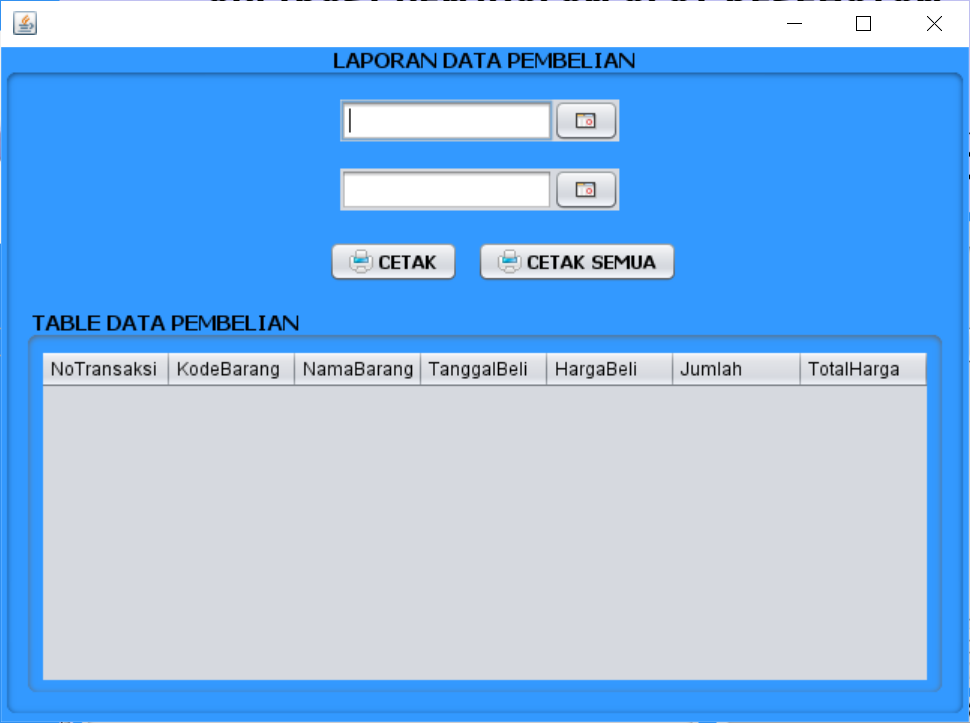 LAPORAN DATA PEMBELIAN
CETAK
CETAK SEMUA
TABLE DATA PEMBELIAN
NoTransaksi KodeBarang NamaBarang TanggalBeli HargaBeli Jumlah TotalHarga